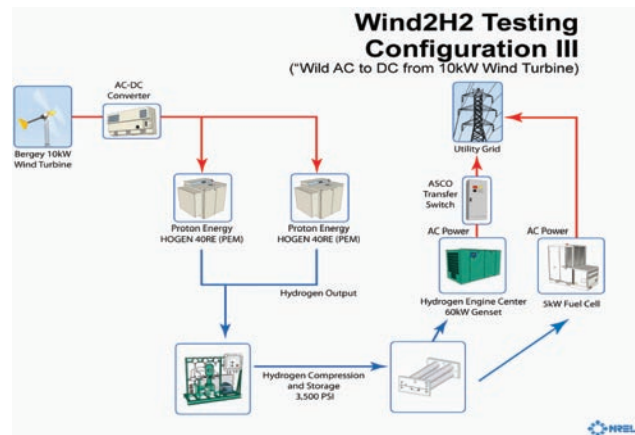 Wind2H2 Testing
Configuration III
("Wild AC to DC from 10kW Wind Turbine)
AC-DC
Converter
Bergey 10kW
Wind Turbine
Utility Grid
ASCO
Transfer
Switch
Proton Energy
HOGEN 40RE (PEM)
Proton Energy
HOGEN 40RE (PEM)
AC Power
AC Power
Hydrogen Output
Hydrogen Engine Center
60kW Genset
5kW Fuel Cell
Hydrogen Compression
and Storage
3,500 PSI
NREL